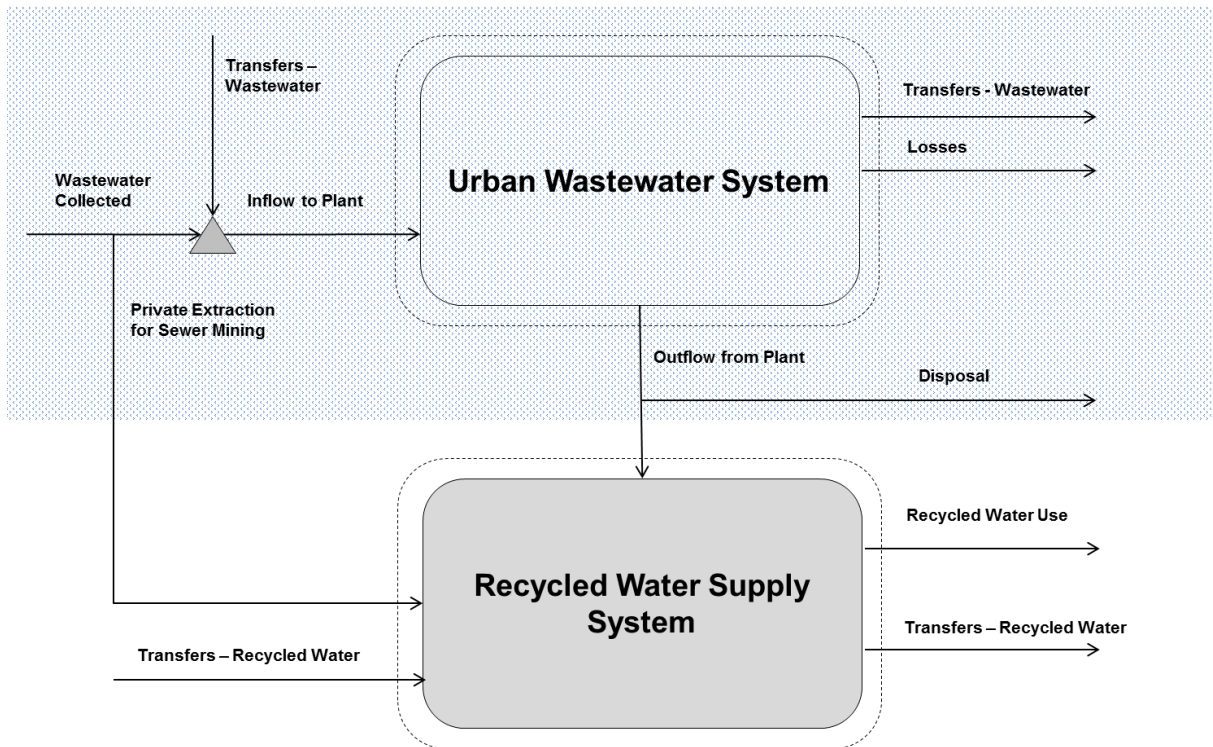 Transfers –
Wastewater
Transfers - Wastewater
Losses
Urban Wastewater System
Wastewater
Collected
Inflow to Plant
Private Extraction
for Sewer Mining
Outflow from Plant
Disposal
Recycled Water Use
Recycled Water Supply
System
Transfers – Recycled Water
Transfers – Recycled Water